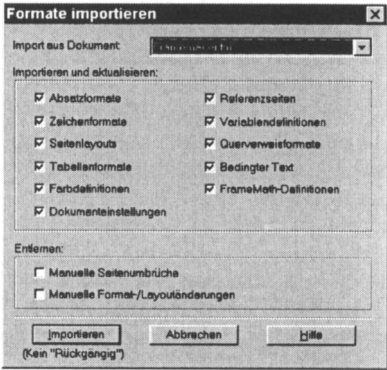 Formate importieren
Import aus Dokument:
Importieren und aktualisieren:
Absatzformate
Referenzseiten
Zeichenformate
Variablendefinitionen
Seitenlayouts
Querverweisformate
Tabellenformate
Bedingter Text
Farbdefinitionen
FrameMath-Definitionen
Dokumenteinstellungen
Entfernen:
Manuelle Seitenumbrüche
Manuelle Format-/Layoutänderungen
Importieren
Abbrechen
Hilfe
(Kein "Rückgängig")